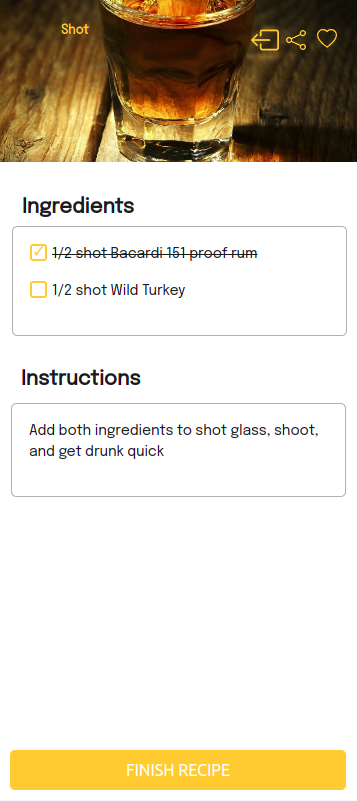 Shot
Ingredients
1/2 shot Bacardi 151 proof rum
1/2 shot Wild Turkey
Instructions
Add both ingredients to shot glass, shoot,
and get drunk quick
FINISH RECIPE